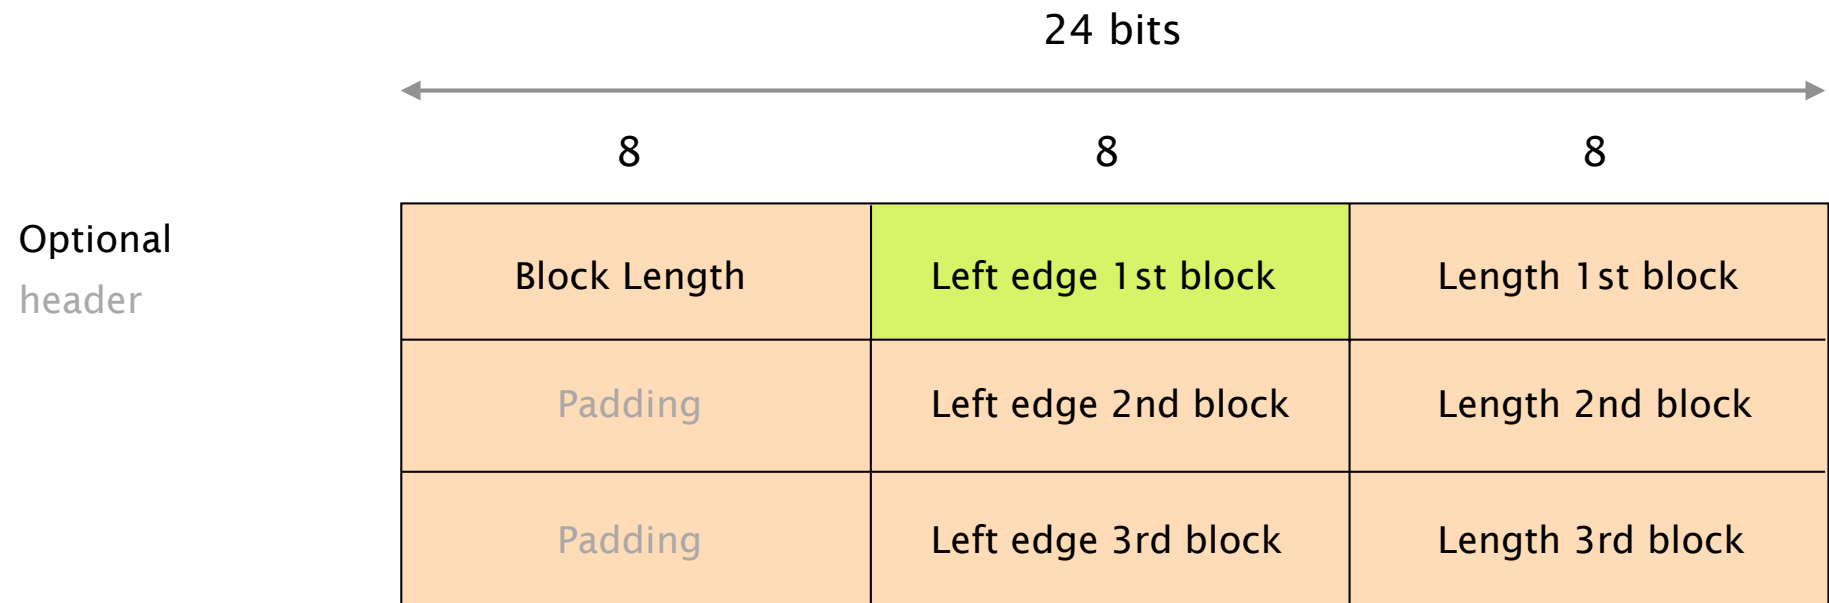 24 bits
8 8 8
Optional
header
Block Length Left edge 1st block Length 1st block
Padding Left edge 2nd block Length 2nd block
Padding Left edge 3rd block Length 3rd block